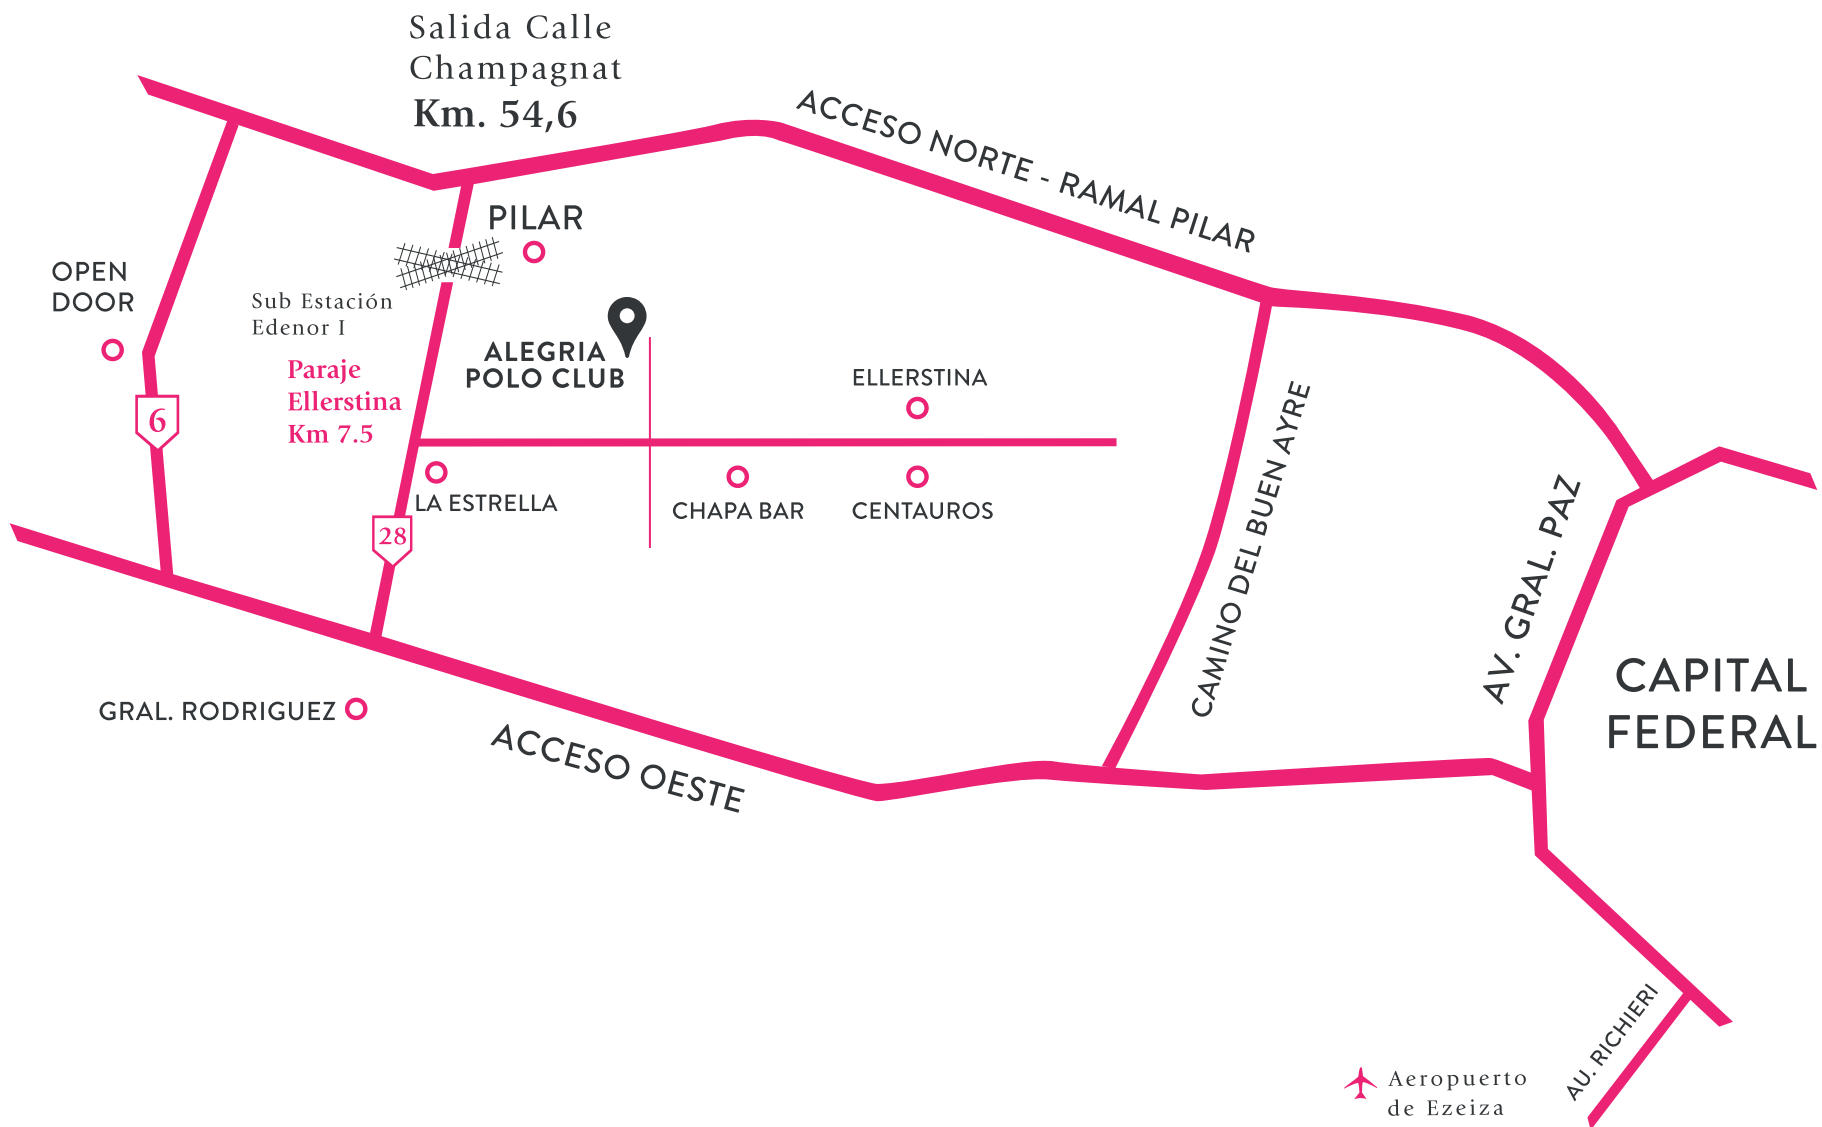 Salida Calle
Champagnat
Km. 54,6
ACCESO NORTE - RAMAL PILAR
PILAR
OPEN
DOOR
Sub Estación
Edenor I
Paraje
Ellerstina
Km 7.5
ALEGRIA
POLO CLUB
ELLERSTINA
6
LA ESTRELLA
CHAPA BAR
CENTAUROS
28
CAMINO DEL BUEN AYRE
AV. GRAL. PAZ
CAPITAL
FEDERAL
GRAL. RODRIGUEZ
ACCESO OESTE
AU. RICHIERI
Aeropuerto
de Ezeiza